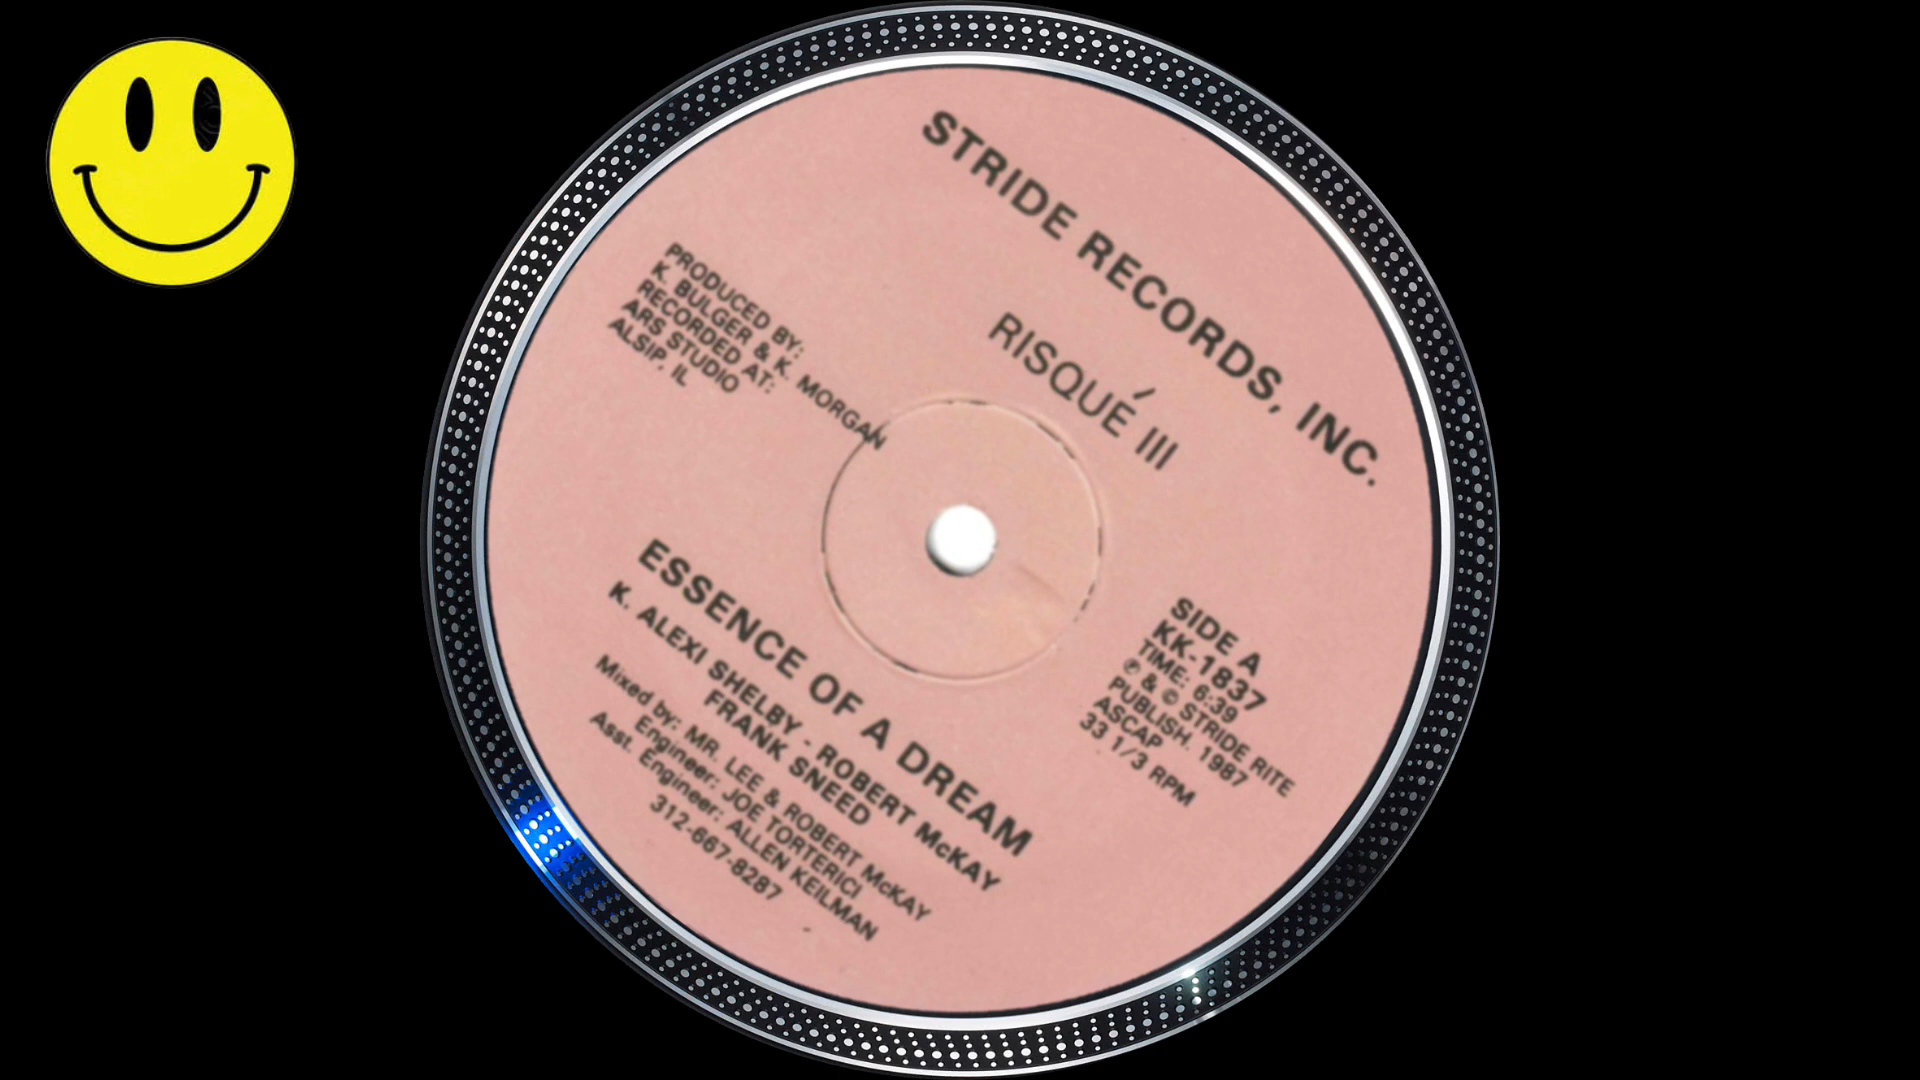 STRIDE RECORDS, INC.
RISQUÉ III
PRODUCED BY:
K. BULGER & K. MORGAN
RECORDED AT:
ARS STUDIO
ALSIP, IL
SIDE A
KK-1837
TIME: 6:39
℗ & © STRIDE RITE
PUBLISH. 1987
ASCAP
33 1/3 RPM
ESSENCE OF A DREAM
K. ALEXI SHELBY - ROBERT McKAY
FRANK SNEED
Mixed by: MR. LEE & ROBERT McKAY
Engineer: JOE TORTERICI
Asst. Engineer: ALLEN KEILMAN
312-667-8287